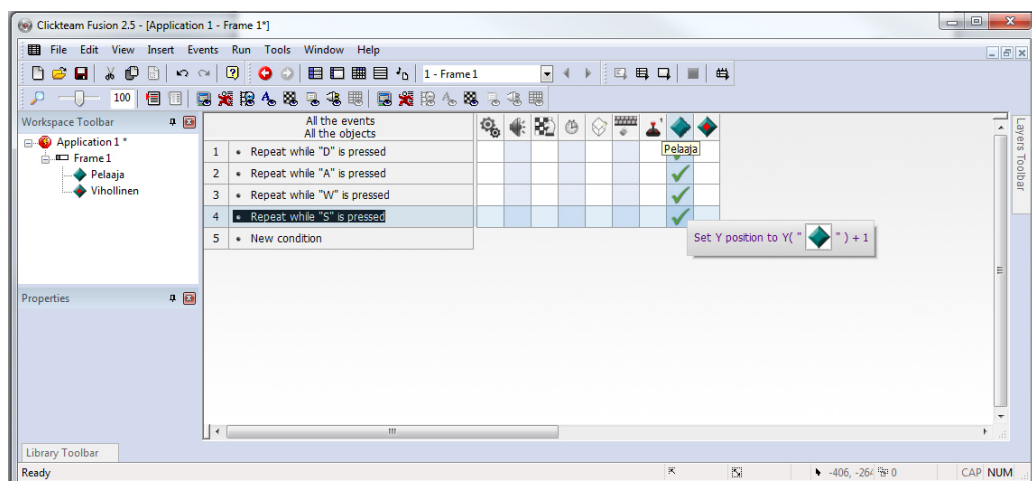 Clickteam Fusion 2.5 - [Application 1 - Frame 1*]
File Edit View Insert Events Run Tools Window Help
1 - Frame 1
100
Workspace Toolbar
Application 1 *
Frame 1
Pelaaja
Vihollinen
All the events
All the objects
Pelaaja
1 • Repeat while "D" is pressed
2 • Repeat while "A" is pressed
3 • Repeat while "W" is pressed
4 • Repeat while "S" is pressed
5 • New condition
Set Y position to Y( " " ) + 1
Layers Toolbar
Properties
Library Toolbar
Ready
-406, -264
0
CAP NUM